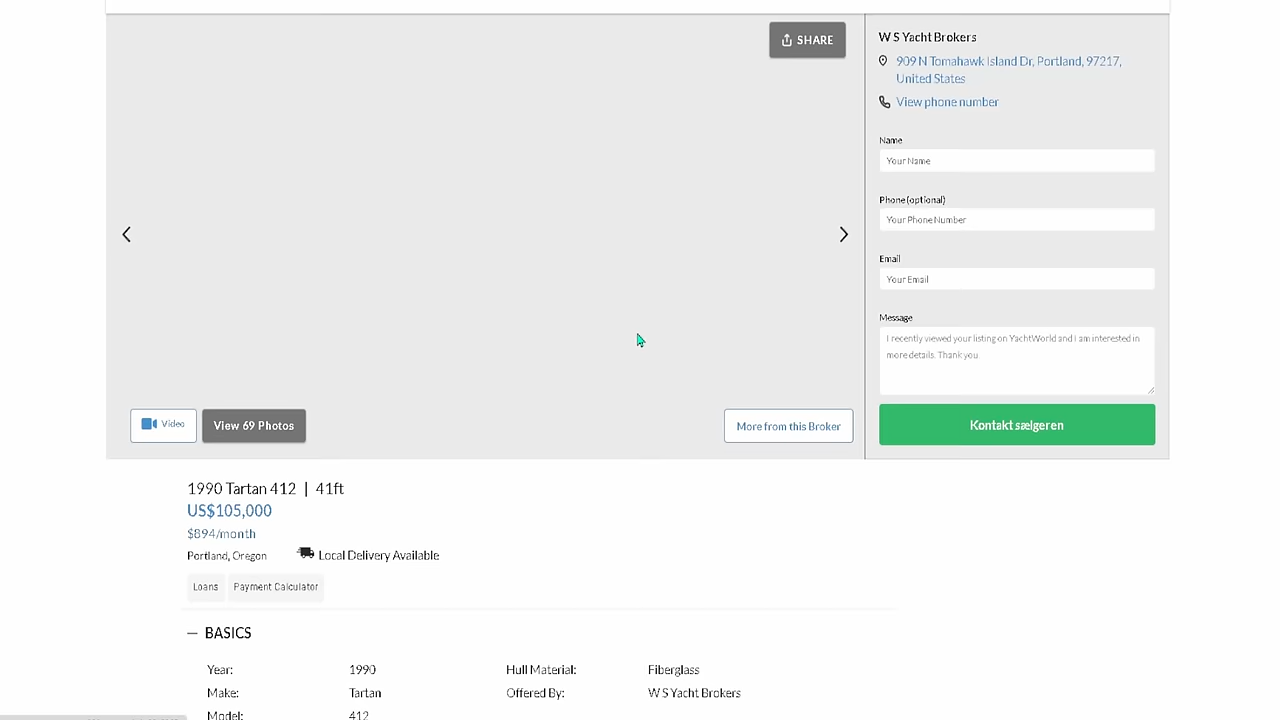 SHARE
W S Yacht Brokers
909 N Tomahawk Island Dr, Portland, 97217,
United States
View phone number
Name
Your Name
Phone (optional)
Your Phone Number
Email
Your Email
Message
I recently viewed your listing on YachtWorld and I am interested in
more details. Thank you
Video
View 69 Photos
More from this Broker
Kontakt sælgeren
1990 Tartan 412 | 41ft
US$105,000
$894/month
Portland, Oregon
Local Delivery Available
Loans
Payment Calculator
BASICS
Year: 1990 Hull Material: Fiberglass
Make: Tartan Offered By: W S Yacht Brokers
Model: 412